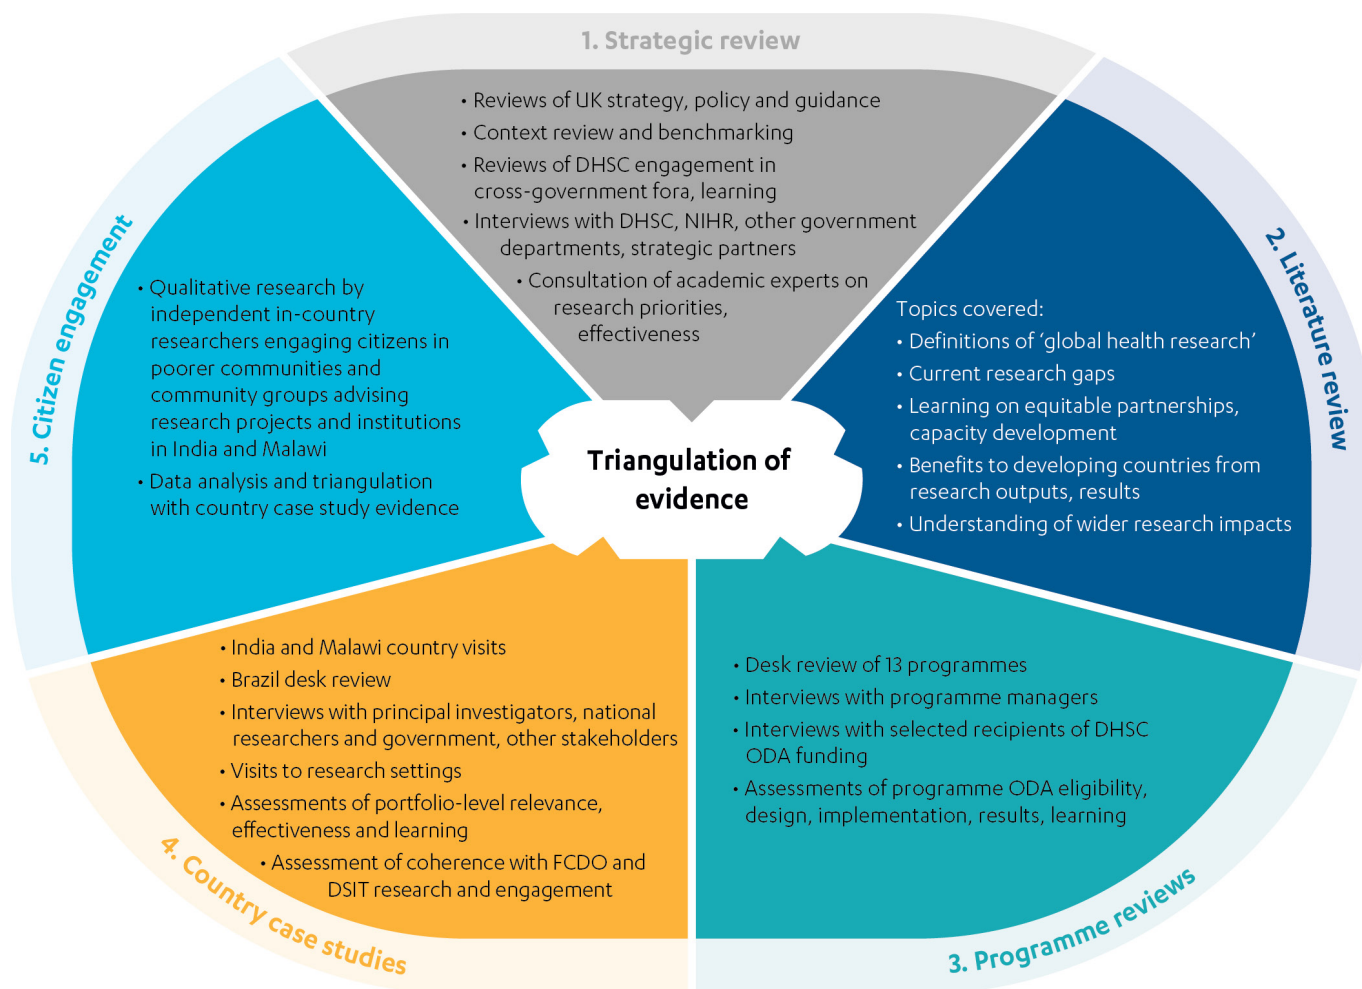 1. Strategic review
• Reviews of UK strategy, policy and guidance
• Context review and benchmarking
• Reviews of DHSC engagement in
cross-government fora, learning
• Interviews with DHSC, NIHR, other government
departments, strategic partners
• Consultation of academic experts on
research priorities,
effectiveness
2. Literature review
Topics covered:
• Definitions of ‘global health research’
• Current research gaps
• Learning on equitable partnerships,
capacity development
• Benefits to developing countries from
research outputs, results
• Understanding of wider research impacts
3. Programme reviews
• Desk review of 13 programmes
• Interviews with programme managers
• Interviews with selected recipients of DHSC
ODA funding
• Assessments of programme ODA eligibility,
design, implementation, results, learning
4. Country case studies
• India and Malawi country visits
• Brazil desk review
• Interviews with principal investigators, national
researchers and government, other stakeholders
• Visits to research settings
• Assessments of portfolio-level relevance,
effectiveness and learning
• Assessment of coherence with FCDO and
DSIT research and engagement
5. Citizen engagement
• Qualitative research by
independent in-country
researchers engaging citizens in
poorer communities and
community groups advising
research projects and institutions
in India and Malawi
• Data analysis and triangulation
with country case study evidence
Triangulation of
evidence